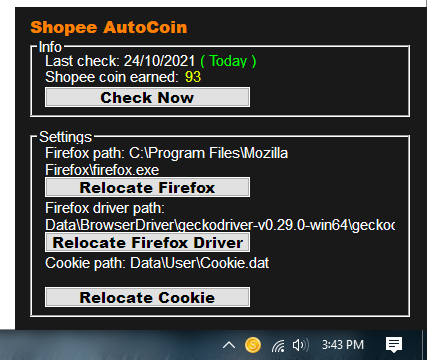 Shopee AutoCoin
Info
Last check: 24/10/2021 ( Today )
Shopee coin earned: 93
Check Now
Settings
Firefox path: C:\Program Files\Mozilla
Firefox\firefox.exe
Relocate Firefox
Firefox driver path:
Data\BrowserDriver\geckodriver-v0.29.0-win64\geckod
Relocate Firefox Driver
Cookie path: Data\User\Cookie.dat
Relocate Cookie
3:43 PM